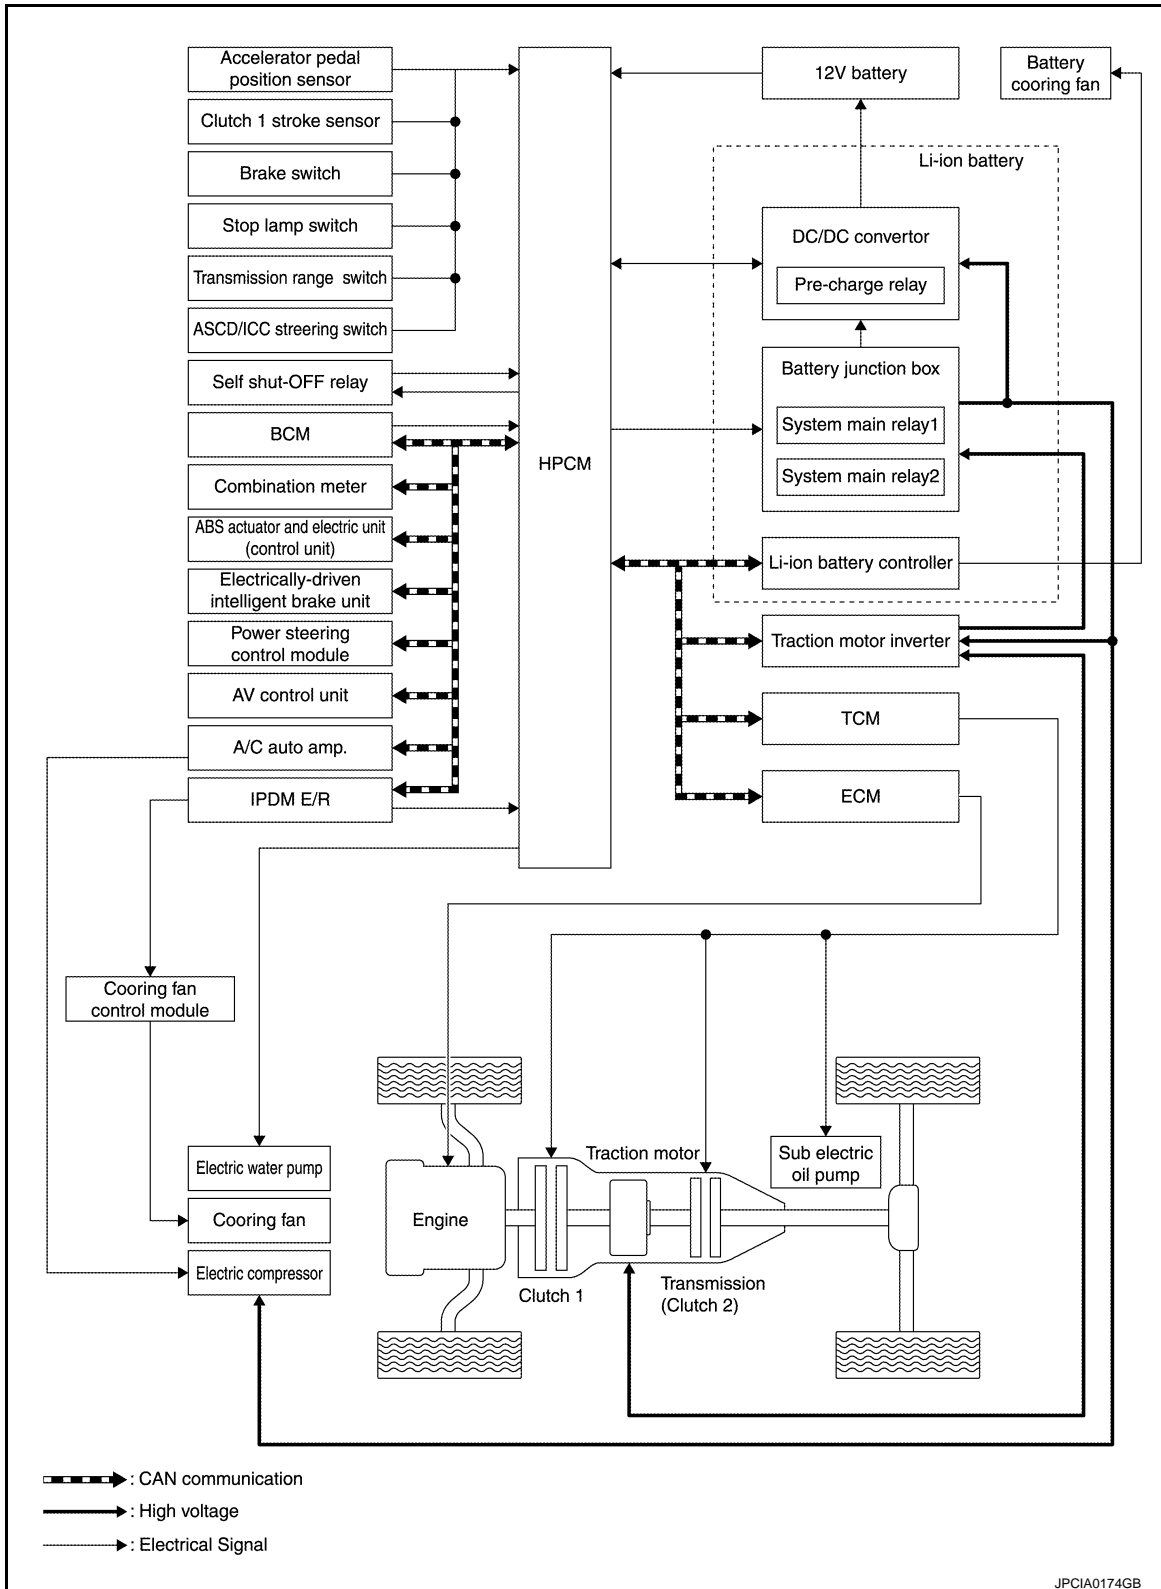 Accelerator pedal
position sensor
Clutch 1 stroke sensor
Brake switch
Stop lamp switch
Transmission range switch
ASCD/ICC streering switch
Self shut-OFF relay
BCM
Combination meter
ABS actuator and electric unit
(control unit)
Electrically-driven
intelligent brake unit
Power steering
control module
AV control unit
A/C auto amp.
IPDM E/R
HPCM
12V battery
Battery
cooring fan
Li-ion battery
DC/DC convertor
Pre-charge relay
Battery junction box
System main relay1
System main relay2
Li-ion battery controller
Traction motor inverter
TCM
ECM
Cooring fan
control module
Electric water pump
Cooring fan
Electric compressor
Engine
Clutch 1
Traction motor
Transmission
(Clutch 2)
Sub electric
oil pump
: CAN communication
: High voltage
: Electrical Signal
JPCIA0174GB